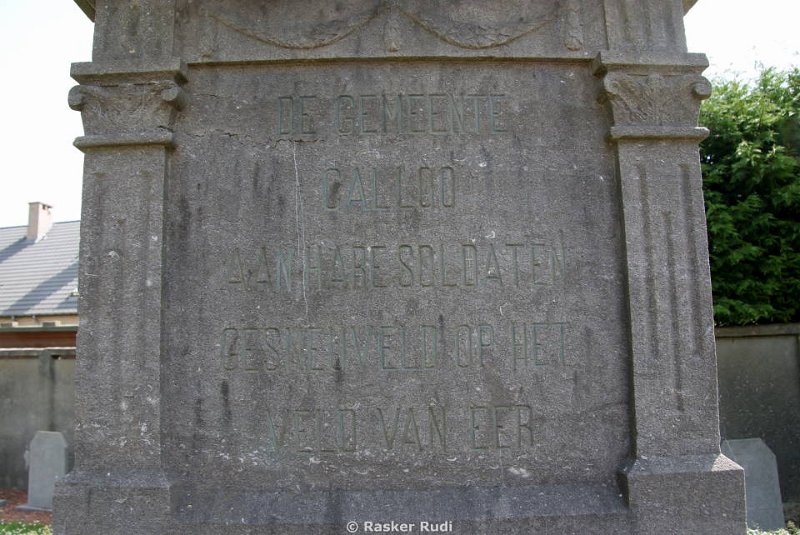 DE GEMEENTE
CALLOO
AAN HARE SOLDATEN
GESNEUVELD OP HET
VELD VAN EER
© Rasker Rudi